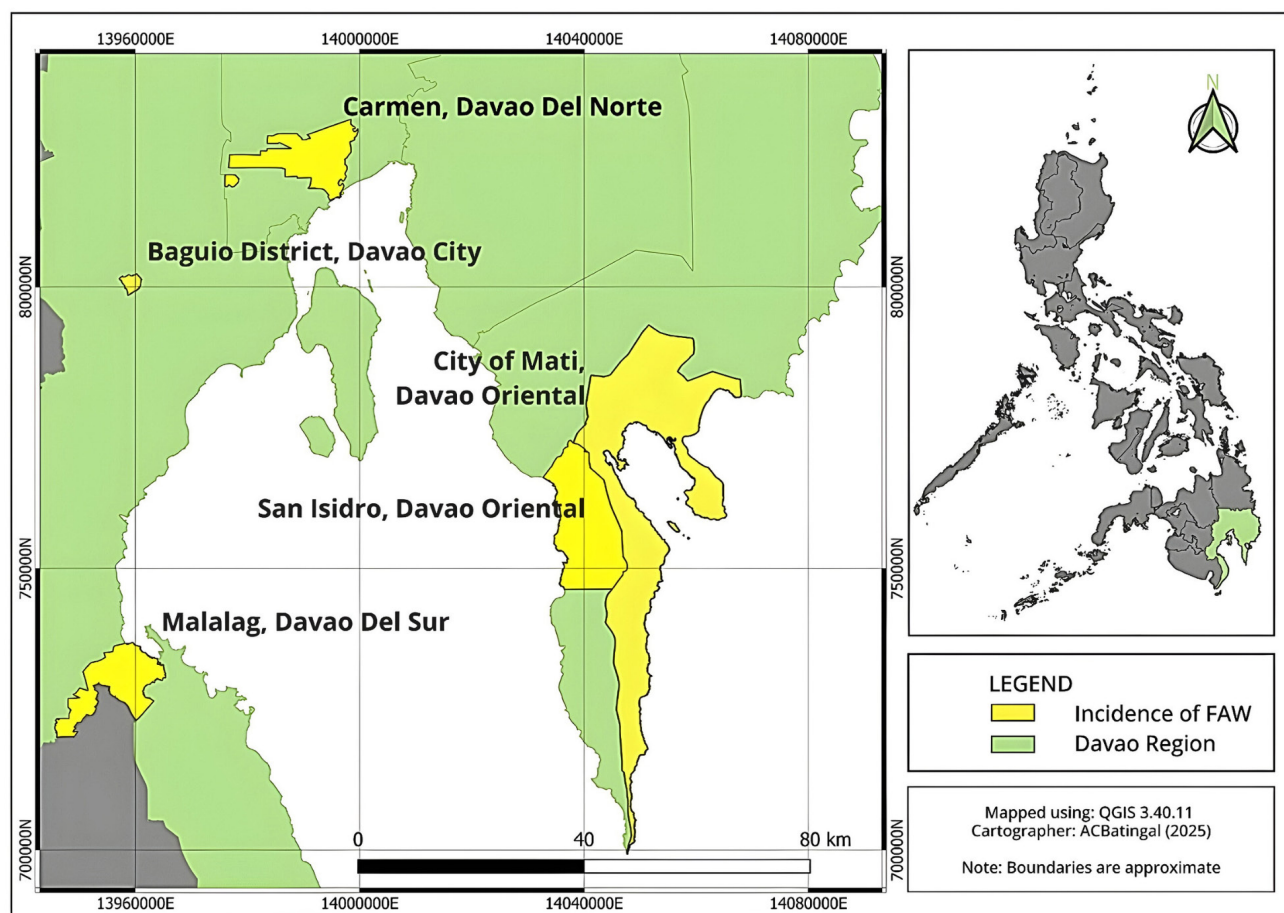 13960000E 14000000E 14040000E 14080000E
N
Carmen, Davao Del Norte
Baguio District, Davao City
800000N 800000N
City of Mati,
Davao Oriental
San Isidro, Davao Oriental
750000N 750000N
Malalag, Davao Del Sur
LEGEND
Incidence of FAW
Davao Region
0 40 80 km
700000N 700000N
13960000E 14000000E 14040000E 14080000E
Mapped using: QGIS 3.40.11
Cartographer: ACBatingal (2025)
Note: Boundaries are approximate